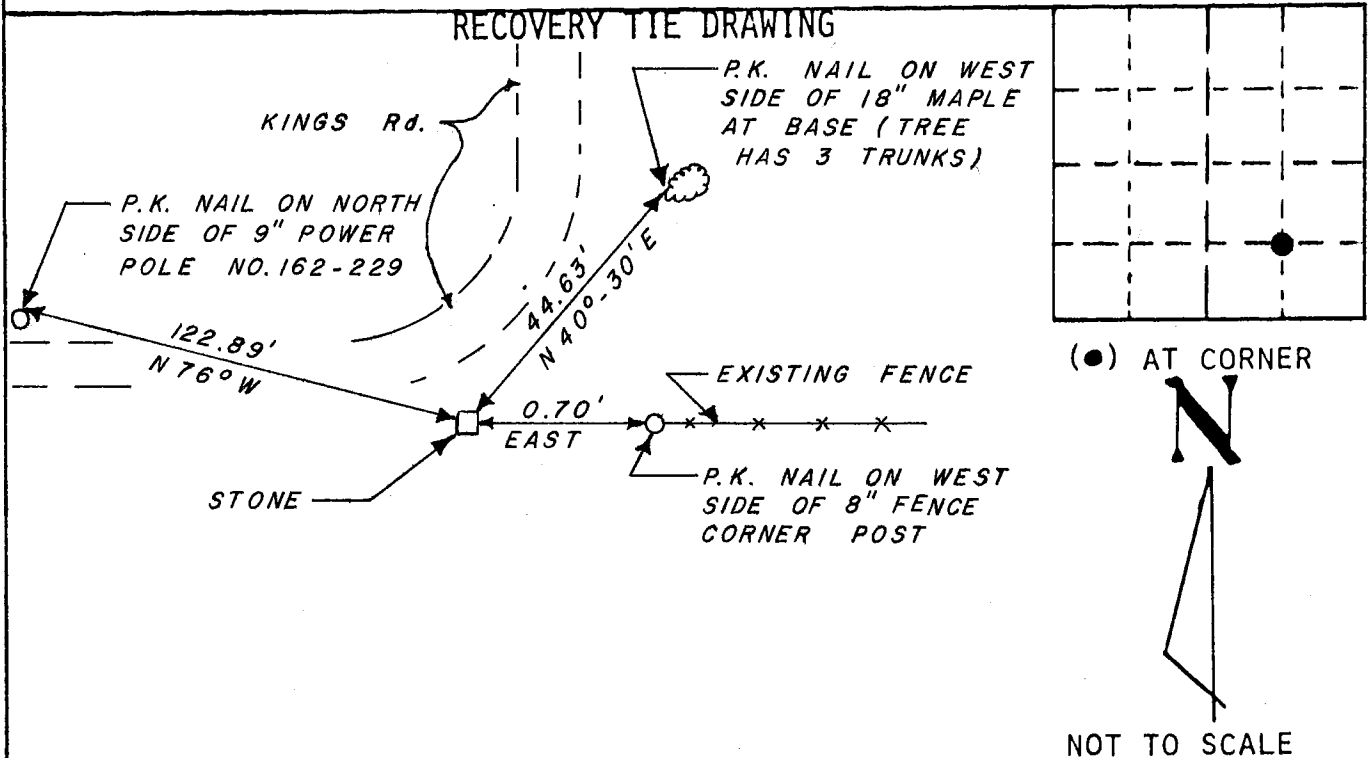 RECOVERY TIE DRAWING
P.K. NAIL ON WEST
SIDE OF 18" MAPLE
AT BASE (TREE
HAS 3 TRUNKS)
KINGS Rd.
P.K. NAIL ON NORTH
SIDE OF 9" POWER
POLE NO. 162-229
44.63'
N 40°-30' E
122.89'
N 76° W
(●) AT CORNER
EXISTING FENCE
0.70'
EAST
STONE
P.K. NAIL ON WEST
SIDE OF 8" FENCE
CORNER POST
N
NOT TO SCALE